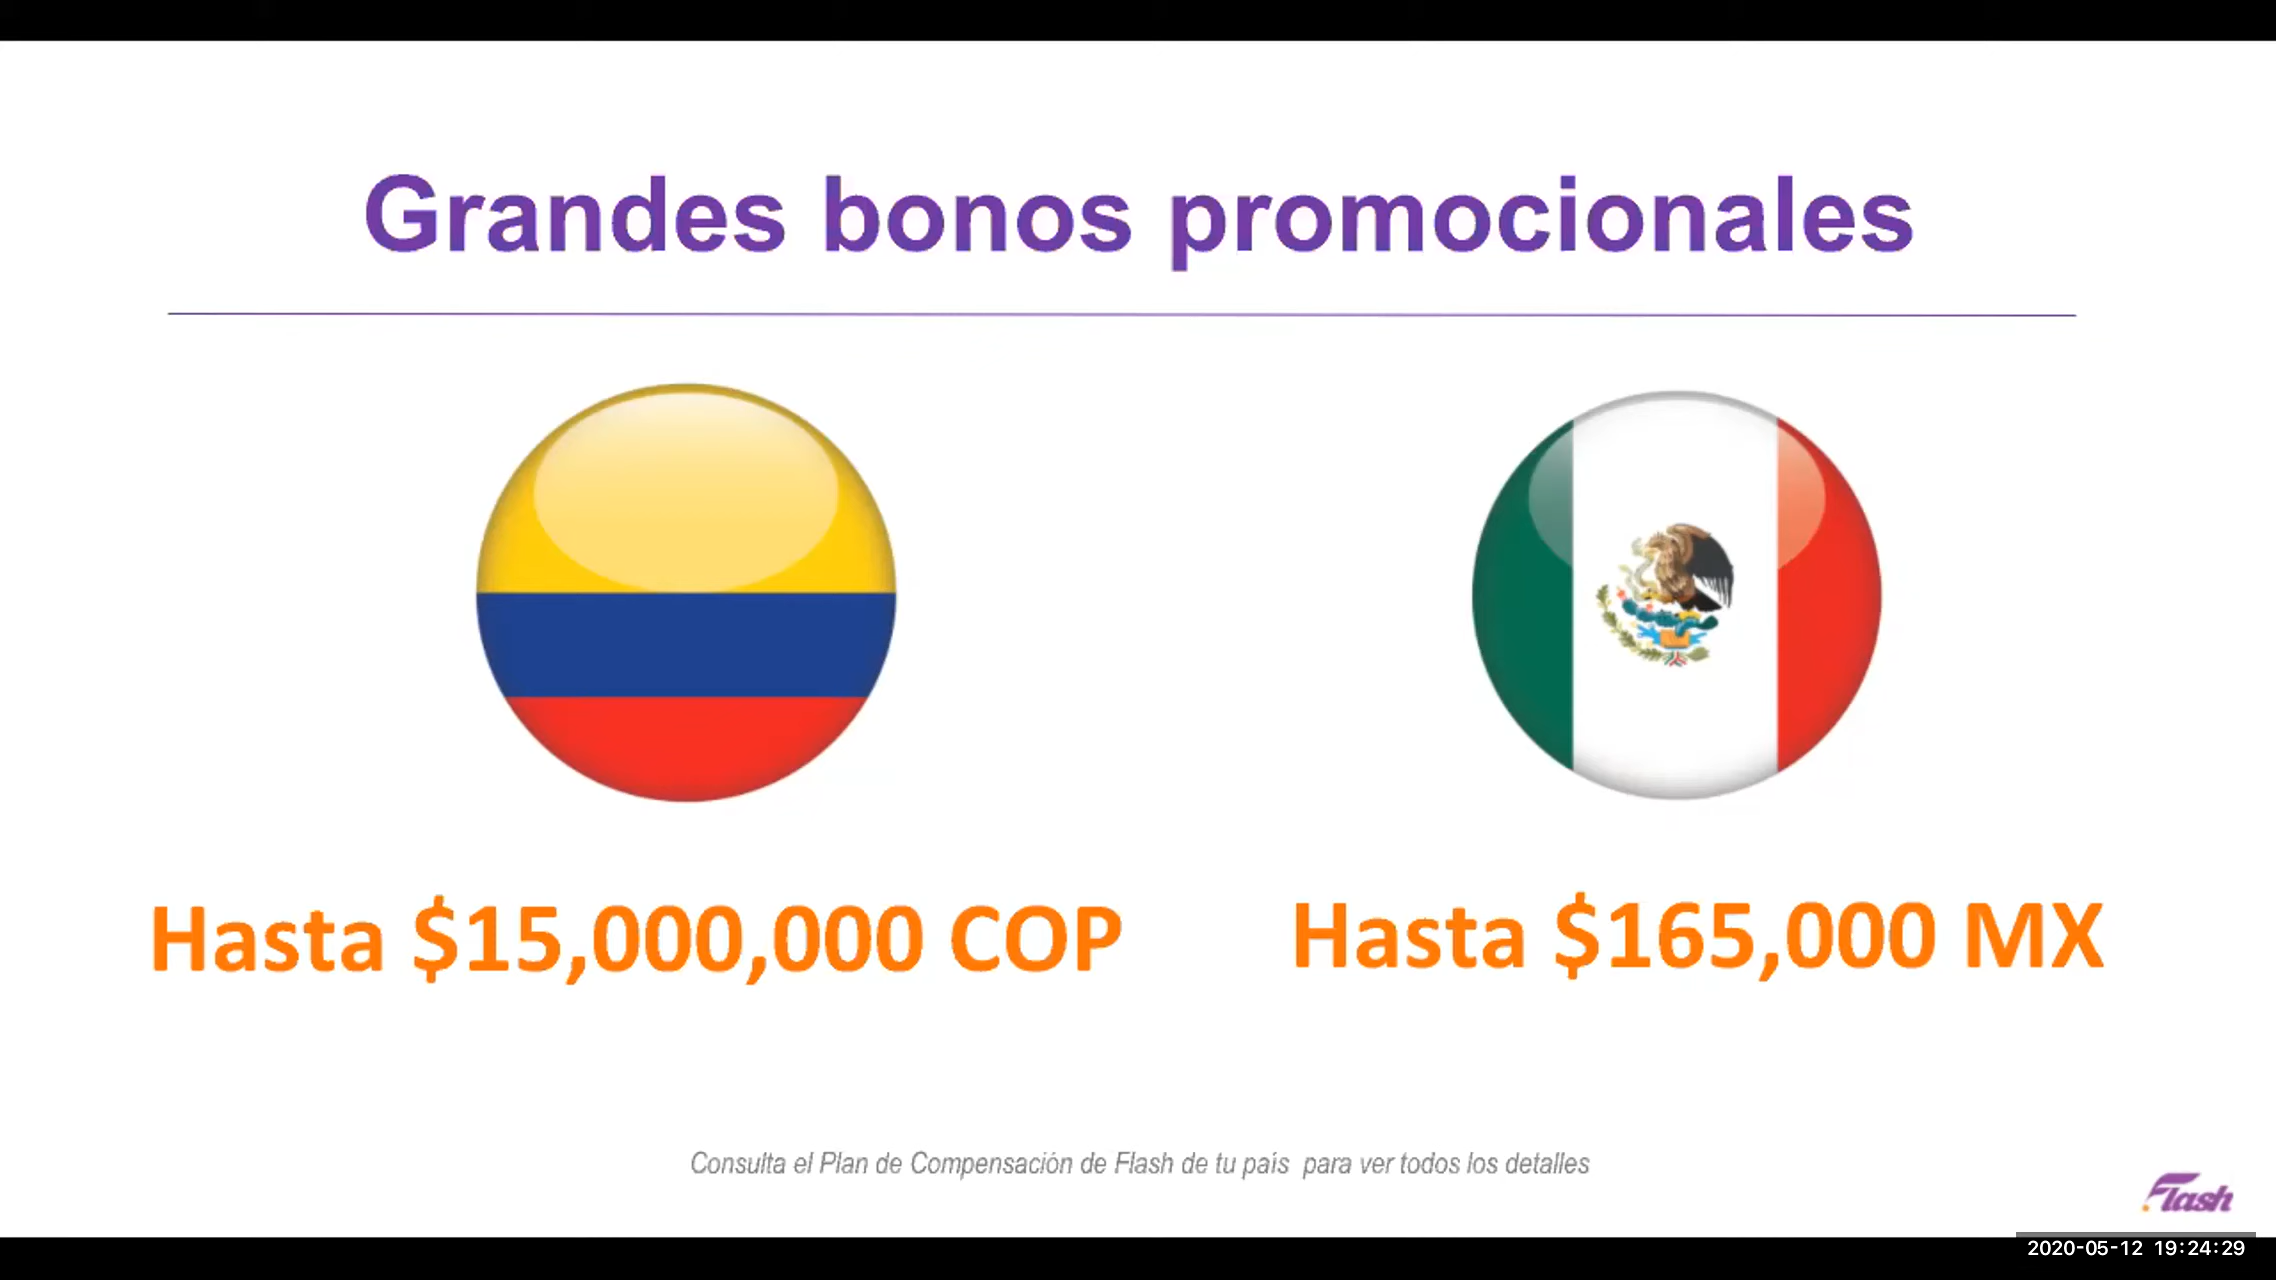 Grandes bonos promocionales
Hasta $15,000,000 COP
Hasta $165,000 MX
Consulta el Plan de Compensación de Flash de tu país  para ver todos los detalles
Flash
2020-05-12 19:24:29